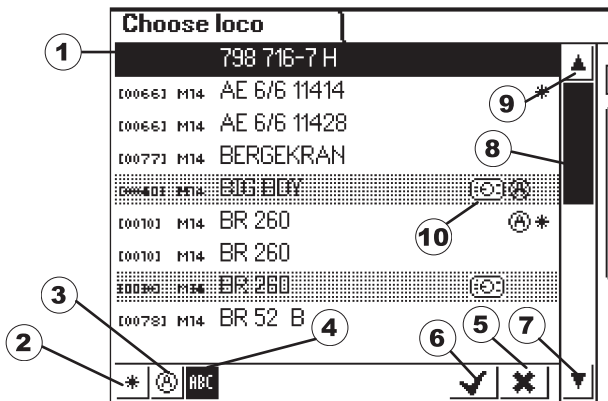 Choose loco
1
798 716-7 H
[0066] M14 AE 6/6 11414 *
9
[0066] M14 AE 6/6 11428
[0077] M14 BERGEKRAN
8
M14 BIG BOY A
10
[0010] M14 BR 260 A *
[0010] M14 BR 260
M14 BR 260
3
[0078] M14 BR 52 B
4
2
6
5
7
* A ABC